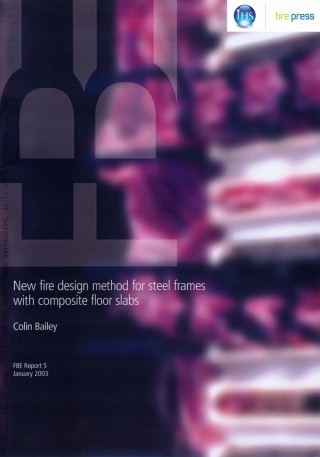 IHS
bre press
New fire design method for steel frames
with composite floor slabs
Colin Bailey
FBE Report 5
January 2003